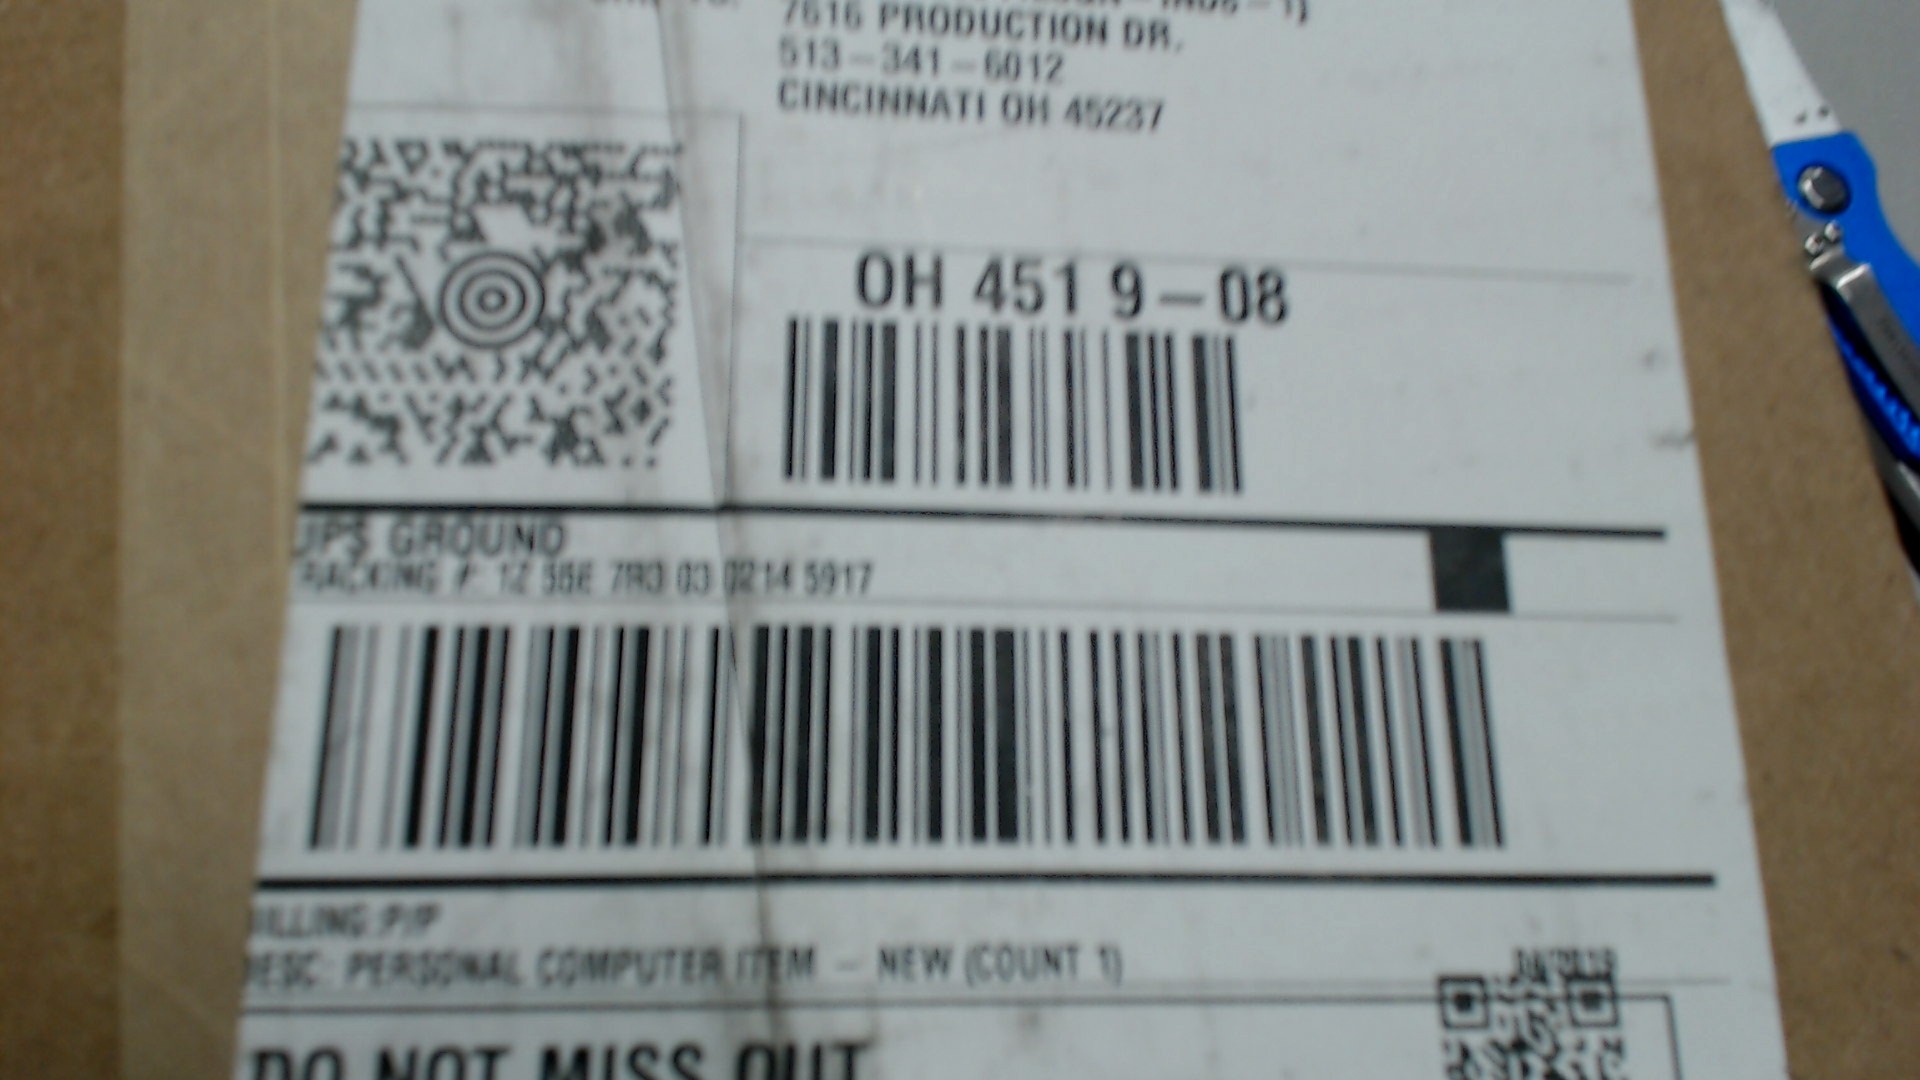 7616 PRODUCTION DR.
513-341-6012
CINCINNATI OH 45237
OH 451 9-08
UPS GROUND
TRACKING #: 1Z 7R3 03 0214 5917
BILLING: P/P
DESC: PERSONAL COMPUTER ITEM - NEW (COUNT 1)
DO NOT MISS OUT